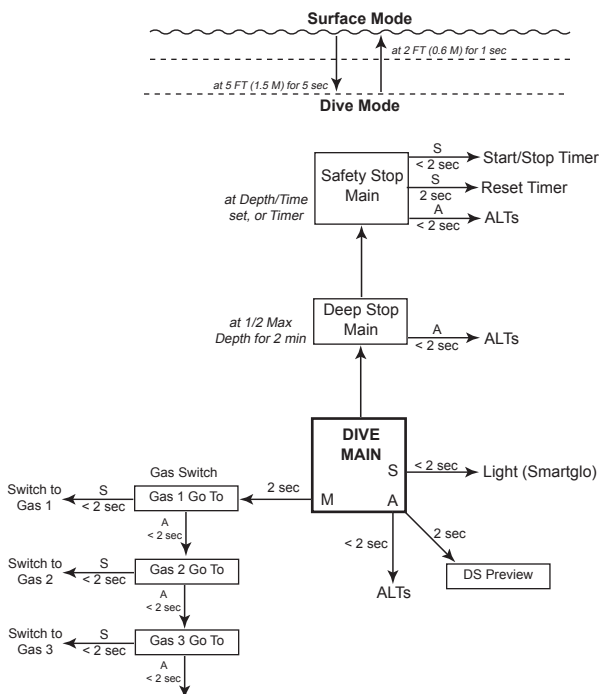 Surface Mode
at 2 FT (0.6 M) for 1 sec
at 5 FT (1.5 M) for 5 sec
Dive Mode
Safety Stop
Main
at Depth/Time
set, or Timer
S
< 2 sec
Start/Stop Timer
S
2 sec
Reset Timer
A
< 2 sec
ALTs
Deep Stop
Main
at 1/2 Max
Depth for 2 min
A
< 2 sec
ALTs
DIVE
MAIN
S
M
A
< 2 sec
Light (Smartglo)
2 sec
DS Preview
< 2 sec
ALTs
2 sec
Gas Switch
Gas 1 Go To
S
< 2 sec
Switch to
Gas 1
A
< 2 sec
Gas 2 Go To
S
< 2 sec
Switch to
Gas 2
A
< 2 sec
Gas 3 Go To
S
< 2 sec
Switch to
Gas 3
A
< 2 sec